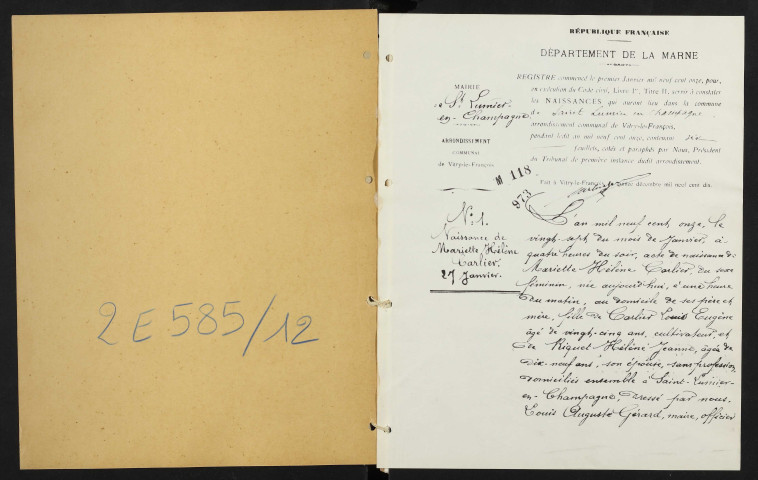 2 E 585/12
RÉPUBLIQUE FRANÇAISE
DÉPARTEMENT DE LA MARNE
MAIRIE
de St Lumier-
en-Champagne
ARRONDISSEMENT
COMMUNAL
de Vitry-le-François
REGISTRE commencé le premier Janvier mil neuf cent onze, pour,
en exécution du Code civil, Livre Ier, Titre II, servir à constater
les NAISSANCES qui auront lieu dans la commune
de Saint Lumier en Champagne
arrondissement communal de Vitry-le-François,
pendant ledit an mil neuf cent onze, contenant six
feuillets, cotés et paraphés par Nous, Président
du Tribunal de première instance dudit arrondissement.
Fait à Vitry-le-François, le décembre mil neuf cent dix.
M 118
973
No 1.
Naissance de
Marielle Hélène
Carlier.
27 Janvier.
L'an mil neuf cent onze, le
vingt-sept du mois de Janvier, à
quatre heures du soir, acte de naissance de
Marielle Hélène Carlier, du sexe
féminin, née aujourd'hui, à une heure
du matin, au domicile de ses père et
mère, fille de Carlier Louis Eugène
âgé de vingt-cinq ans, cultivateur, et
de Riquet Hélène Jeanne, âgée de
dix-neuf ans, son épouse, sans profession,
domiciliés ensemble à Saint-Lumier-
en-Champagne, dressé par nous
Louis Auguste Gérard, maire, officier